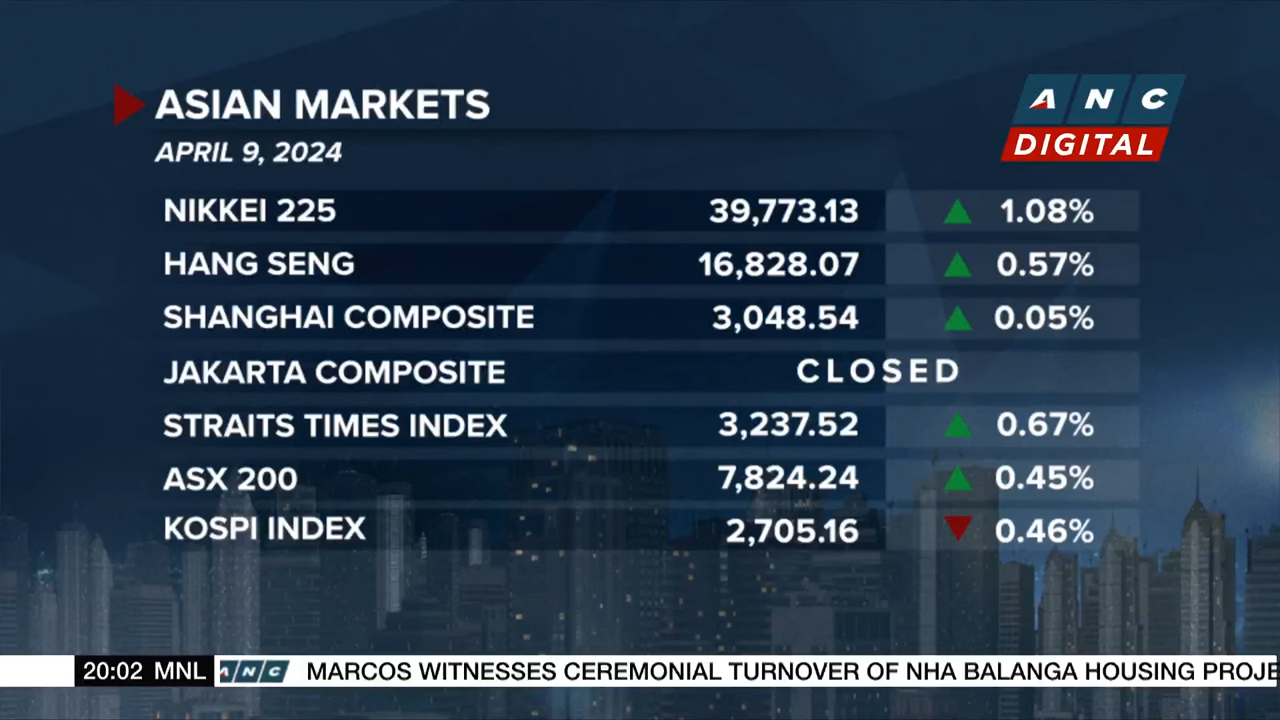 ASIAN MARKETS
APRIL 9, 2024
ANC
DIGITAL
NIKKEI 225 39,773.13 ▲ 1.08%
HANG SENG 16,828.07 ▲ 0.57%
SHANGHAI COMPOSITE 3,048.54 ▲ 0.05%
JAKARTA COMPOSITE CLOSED
STRAITS TIMES INDEX 3,237.52 ▲ 0.67%
ASX 200 7,824.24 ▲ 0.45%
KOSPI INDEX 2,705.16 ▼ 0.46%
20:02 MNL ANC MARCOS WITNESSES CEREMONIAL TURNOVER OF NHA BALANGA HOUSING PROJE